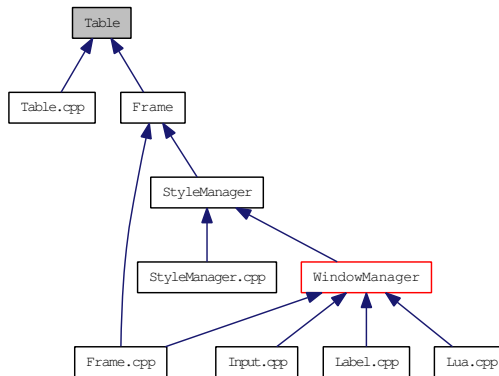 Table
Table.cpp
Frame
StyleManager
StyleManager.cpp
WindowManager
Frame.cpp
Input.cpp
Label.cpp
Lua.cpp